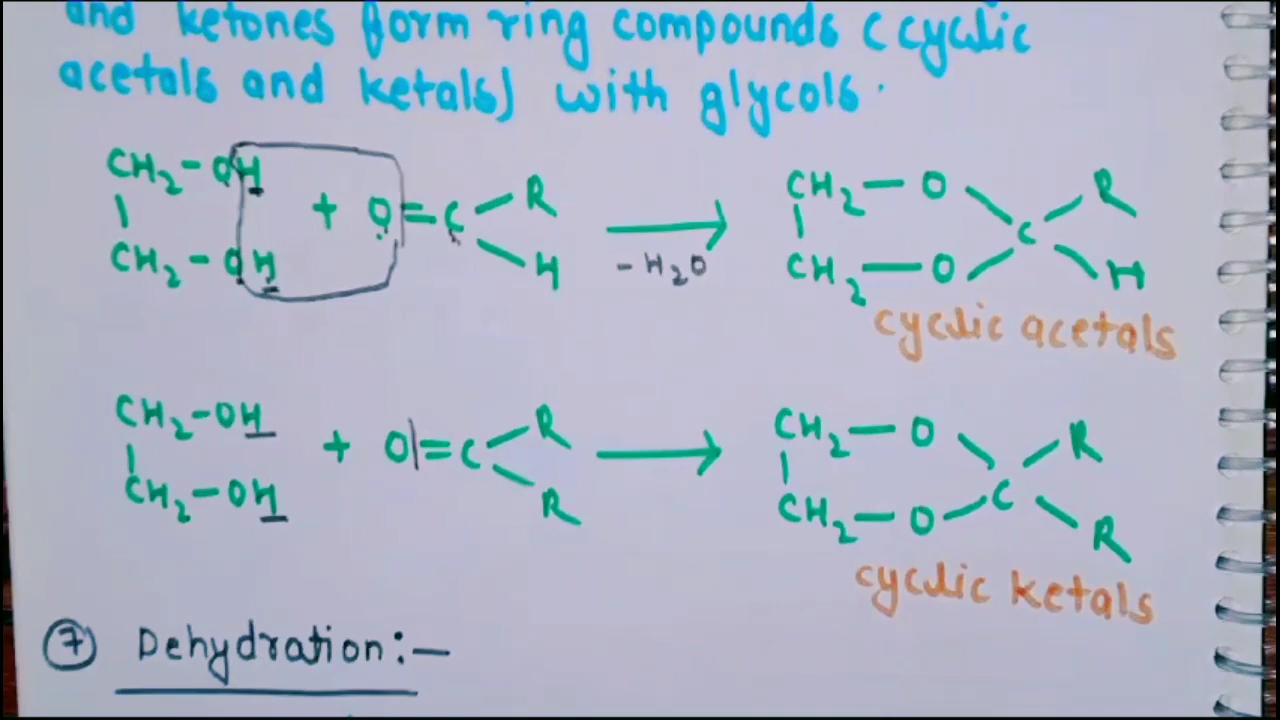 and ketones form ring compounds (cyclic
acetals and ketals) with glycols.
CH₂-OH
CH₂-OH
+ O=C
R
H
-H₂O
CH₂-O
CH₂-O
C
R
H
cyclic acetals
CH₂-OH
CH₂-OH
+ O=C
R
R
CH₂-O
CH₂-O
C
R
R
cyclic ketals
⑦ Dehydration:-